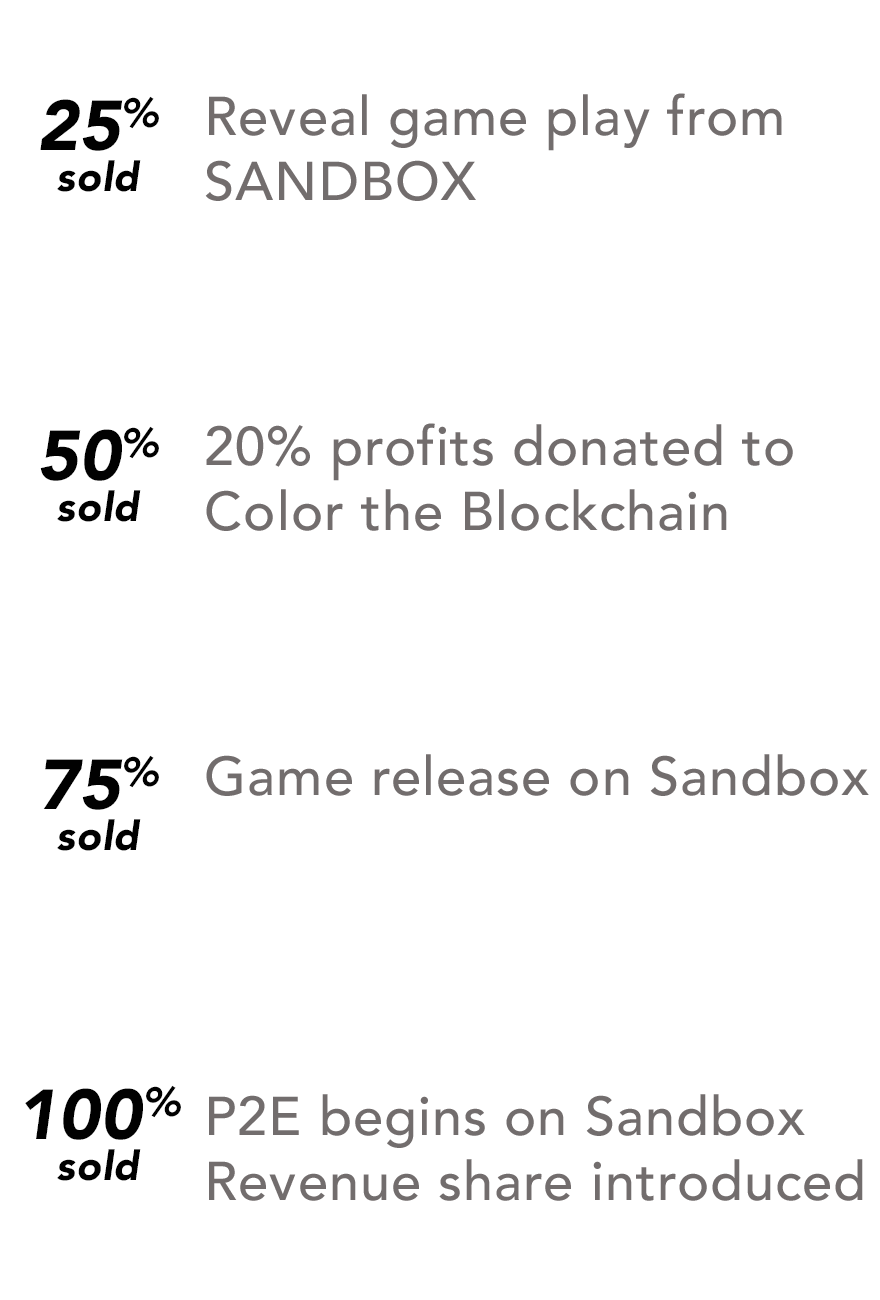 25% Reveal game play from
sold SANDBOX
50% 20% profits donated to
sold Color the Blockchain
75% Game release on Sandbox
sold
100% P2E begins on Sandbox
sold Revenue share introduced